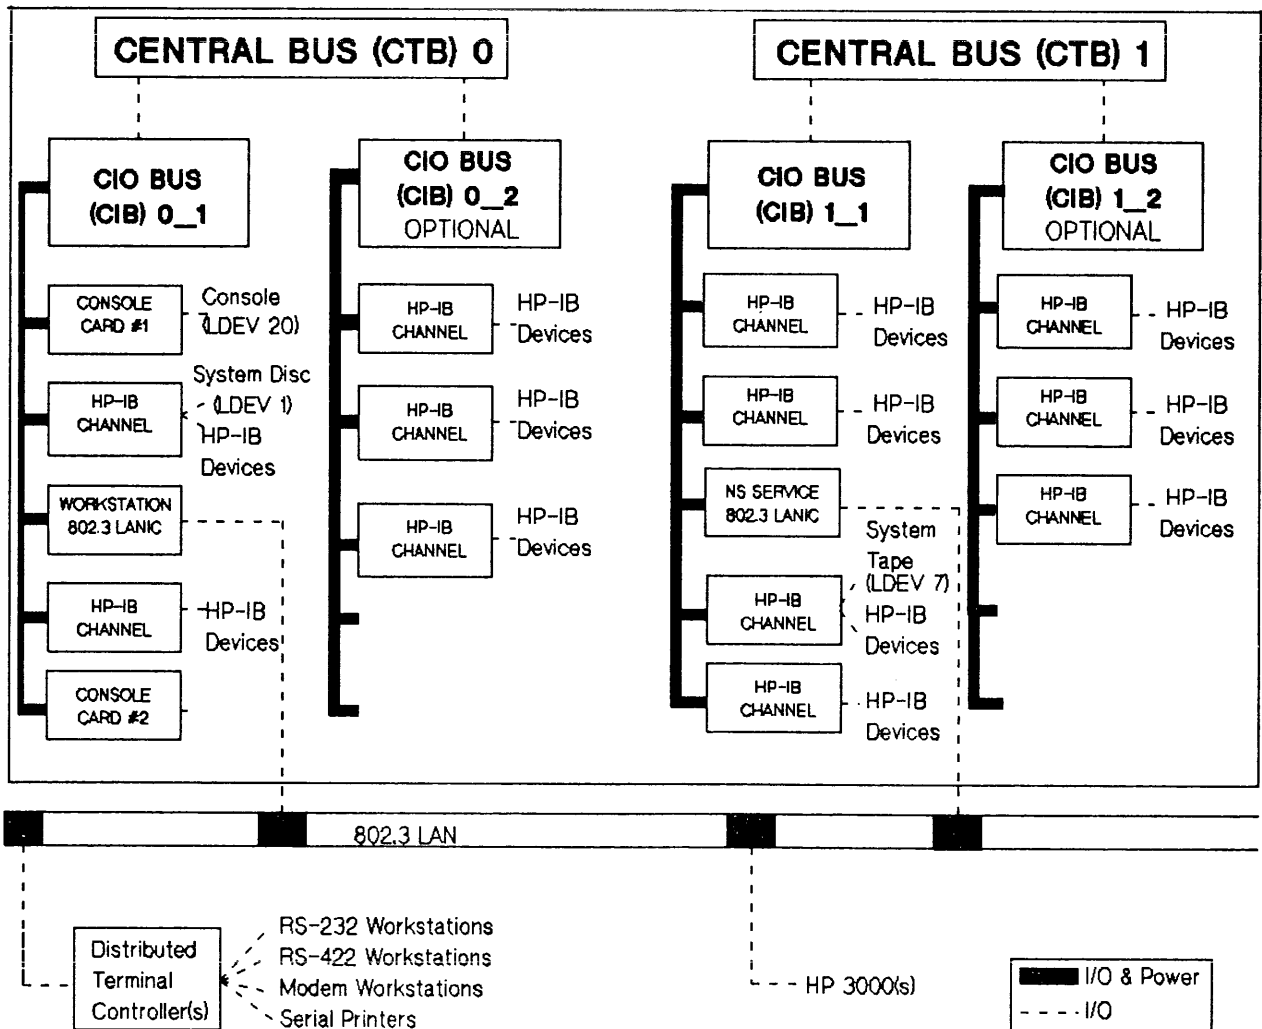 CENTRAL BUS (CTB) 0
CENTRAL BUS (CTB) 1
CIO BUS
(CIB) 0__1
CIO BUS
(CIB) 0__2
OPTIONAL
CIO BUS
(CIB) 1__1
CIO BUS
(CIB) 1__2
OPTIONAL
CONSOLE
CARD #1
Console
(LDEV 20)
HP-IB
CHANNEL
System Disc
(LDEV 1)
HP-IB
Devices
WORKSTATION
802.3 LANIC
HP-IB
CHANNEL
HP-IB
Devices
CONSOLE
CARD #2
HP-IB
CHANNEL
HP-IB
Devices
HP-IB
CHANNEL
HP-IB
Devices
HP-IB
CHANNEL
HP-IB
Devices
HP-IB
CHANNEL
HP-IB
Devices
HP-IB
CHANNEL
HP-IB
Devices
NS SERVICE
802.3 LANIC
HP-IB
CHANNEL
System
Tape
(LDEV 7)
HP-IB
Devices
HP-IB
CHANNEL
HP-IB
Devices
HP-IB
CHANNEL
HP-IB
Devices
HP-IB
CHANNEL
HP-IB
Devices
HP-IB
CHANNEL
HP-IB
Devices
802.3 LAN
Distributed
Terminal
Controller(s)
RS-232 Workstations
RS-422 Workstations
Modem Workstations
Serial Printers
HP 3000(s)
I/O & Power
I/O